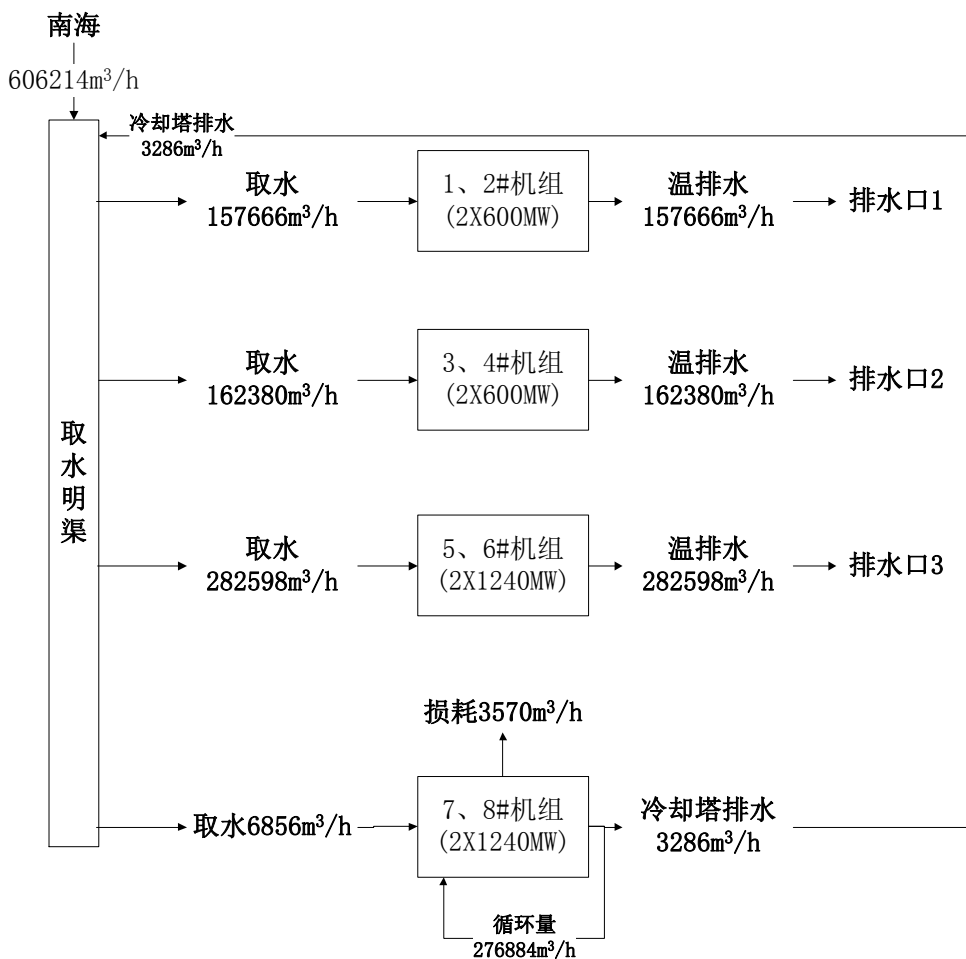 南海
606214m³/h
冷却塔排水
3286m³/h
取水
157666m³/h
1、2#机组
(2X600MW)
温排水
157666m³/h
排水口1
取水
162380m³/h
3、4#机组
(2X600MW)
温排水
162380m³/h
排水口2
取水明渠
取水
282598m³/h
5、6#机组
(2X1240MW)
温排水
282598m³/h
排水口3
损耗3570m³/h
取水6856m³/h
7、8#机组
(2X1240MW)
冷却塔排水
3286m³/h
循环量
276884m³/h